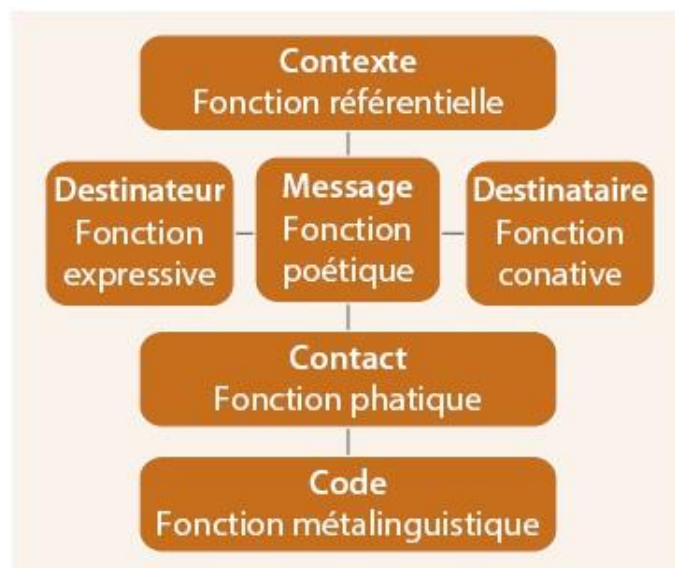 Contexte
Fonction référentielle
Destinateur
Fonction
expressive
Message
Fonction
poétique
Destinataire
Fonction
conative
Contact
Fonction phatique
Code
Fonction métalinguistique